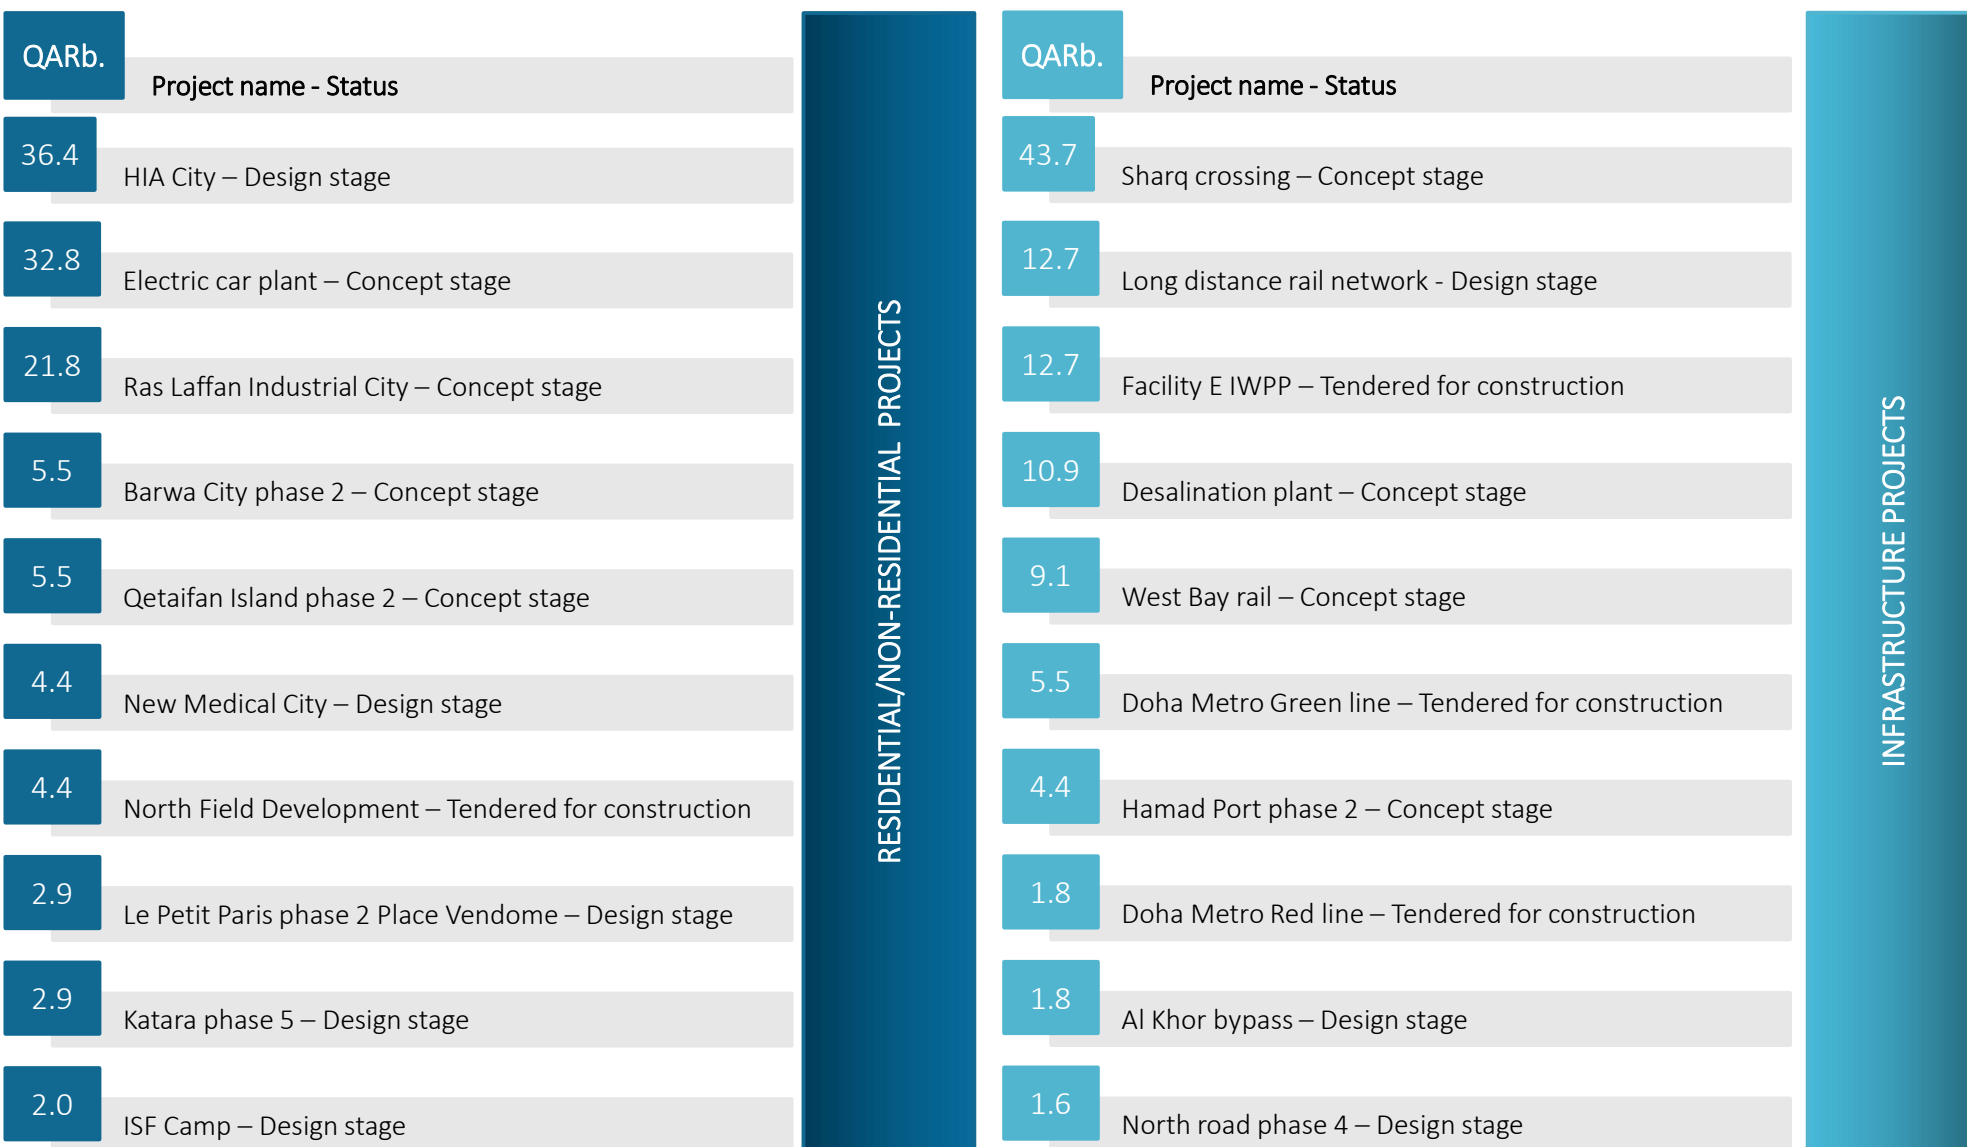 QARb.
Project name - Status
36.4
HIA City – Design stage
32.8
Electric car plant – Concept stage
21.8
Ras Laffan Industrial City – Concept stage
5.5
Barwa City phase 2 – Concept stage
5.5
Qetaifan Island phase 2 – Concept stage
4.4
New Medical City – Design stage
4.4
North Field Development – Tendered for construction
2.9
Le Petit Paris phase 2 Place Vendome – Design stage
2.9
Katara phase 5 – Design stage
2.0
ISF Camp – Design stage
RESIDENTIAL/NON-RESIDENTIAL PROJECTS
QARb.
Project name - Status
43.7
Sharq crossing – Concept stage
12.7
Long distance rail network - Design stage
12.7
Facility E IWPP – Tendered for construction
10.9
Desalination plant – Concept stage
9.1
West Bay rail – Concept stage
5.5
Doha Metro Green line – Tendered for construction
4.4
Hamad Port phase 2 – Concept stage
1.8
Doha Metro Red line – Tendered for construction
1.8
Al Khor bypass – Design stage
1.6
North road phase 4 – Design stage
INFRASTRUCTURE PROJECTS